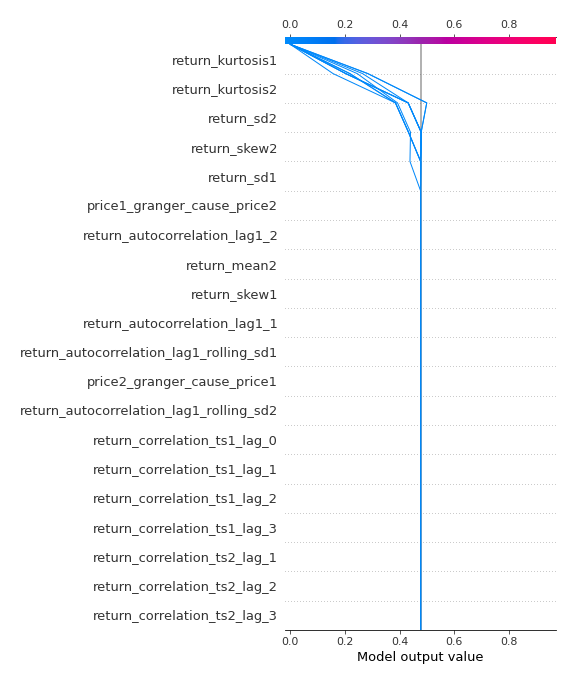 0.0 0.2 0.4 0.6 0.8
return_kurtosis1
return_kurtosis2
return_sd2
return_skew2
return_sd1
price1_granger_cause_price2
return_autocorrelation_lag1_2
return_mean2
return_skew1
return_autocorrelation_lag1_1
return_autocorrelation_lag1_rolling_sd1
price2_granger_cause_price1
return_autocorrelation_lag1_rolling_sd2
return_correlation_ts1_lag_0
return_correlation_ts1_lag_1
return_correlation_ts1_lag_2
return_correlation_ts1_lag_3
return_correlation_ts2_lag_1
return_correlation_ts2_lag_2
return_correlation_ts2_lag_3
0.0 0.2 0.4 0.6 0.8
Model output value